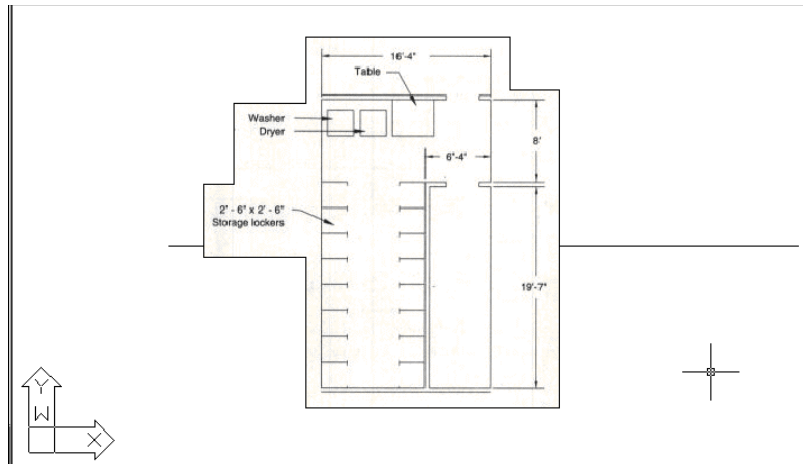 16'-4"
Table
Washer
Dryer
8'
6'-4"
2' - 6" x 2' - 6"
Storage lockers
19'-7"
Y
W
X